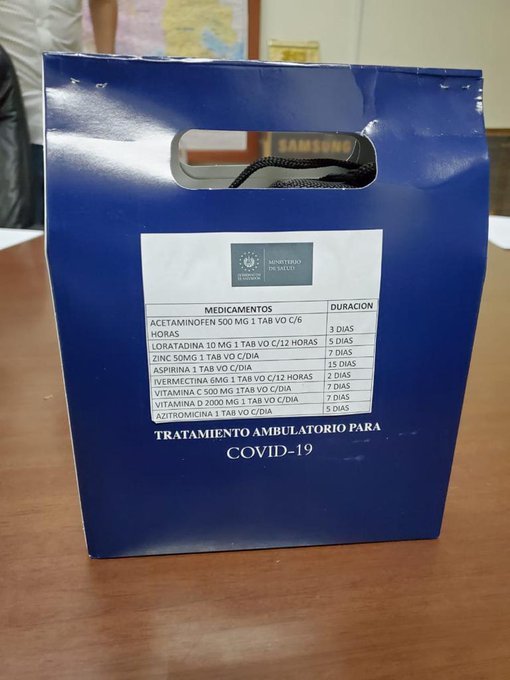 SAMSUNG
MINISTERIO
DE SALUD
GOBIERNO DE
EL SALVADOR
MEDICAMENTOS DURACION
ACETAMINOFEN 500 MG 1 TAB VO C/6
HORAS 3 DIAS
LORATADINA 10 MG 1 TAB VO C/12 HORAS 5 DIAS
ZINC 50MG 1 TAB VO C/DIA 7 DIAS
ASPIRINA 1 TAB VO C/DIA 15 DIAS
IVERMECTINA 6MG 1 TAB VO C/12 HORAS 2 DIAS
VITAMINA C 500 MG 1TAB VO C/DIA 7 DIAS
VITAMINA D 2000 MG 1 TAB VO C/DIA 7 DIAS
AZITROMICINA 1 TAB VO C/DIA 5 DIAS
TRATAMIENTO AMBULATORIO PARA
COVID-19